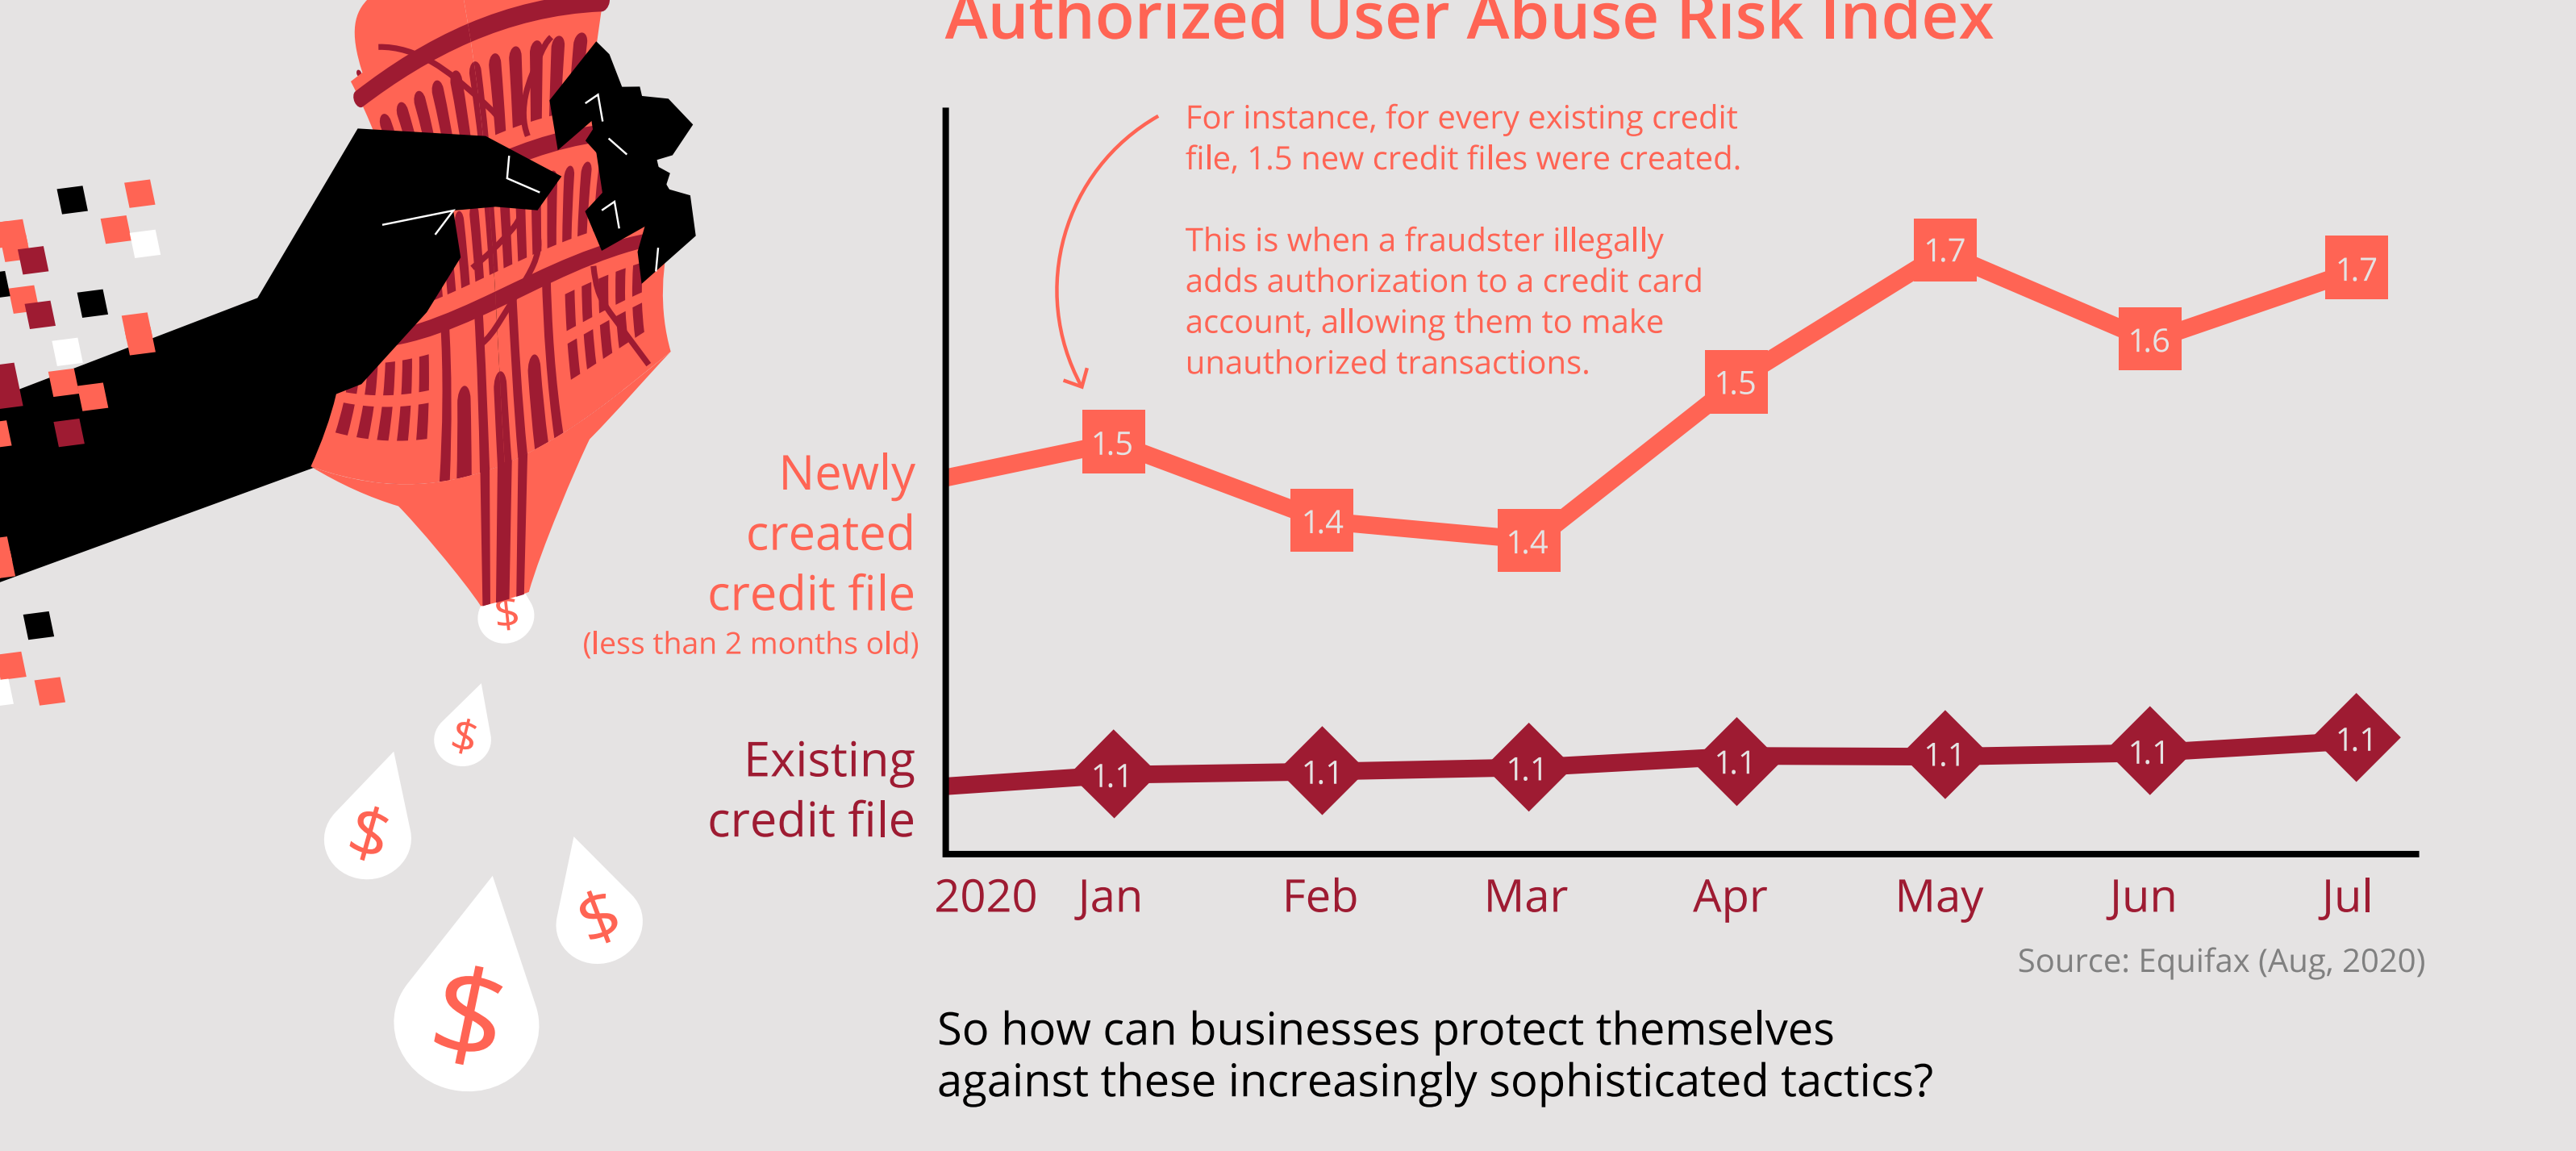 Authorized User Abuse Risk Index
For instance, for every existing credit
file, 1.5 new credit files were created.
This is when a fraudster illegally
adds authorization to a credit card
account, allowing them to make
unauthorized transactions.
Newly
created
credit file
(less than 2 months old)
1.5
1.4
1.4
1.5
1.7
1.6
1.7
Existing
credit file
1.1
1.1
1.1
1.1
1.1
1.1
1.1
2020 Jan Feb Mar Apr May Jun Jul
Source: Equifax (Aug, 2020)
$
$
$
$
$
So how can businesses protect themselves
against these increasingly sophisticated tactics?